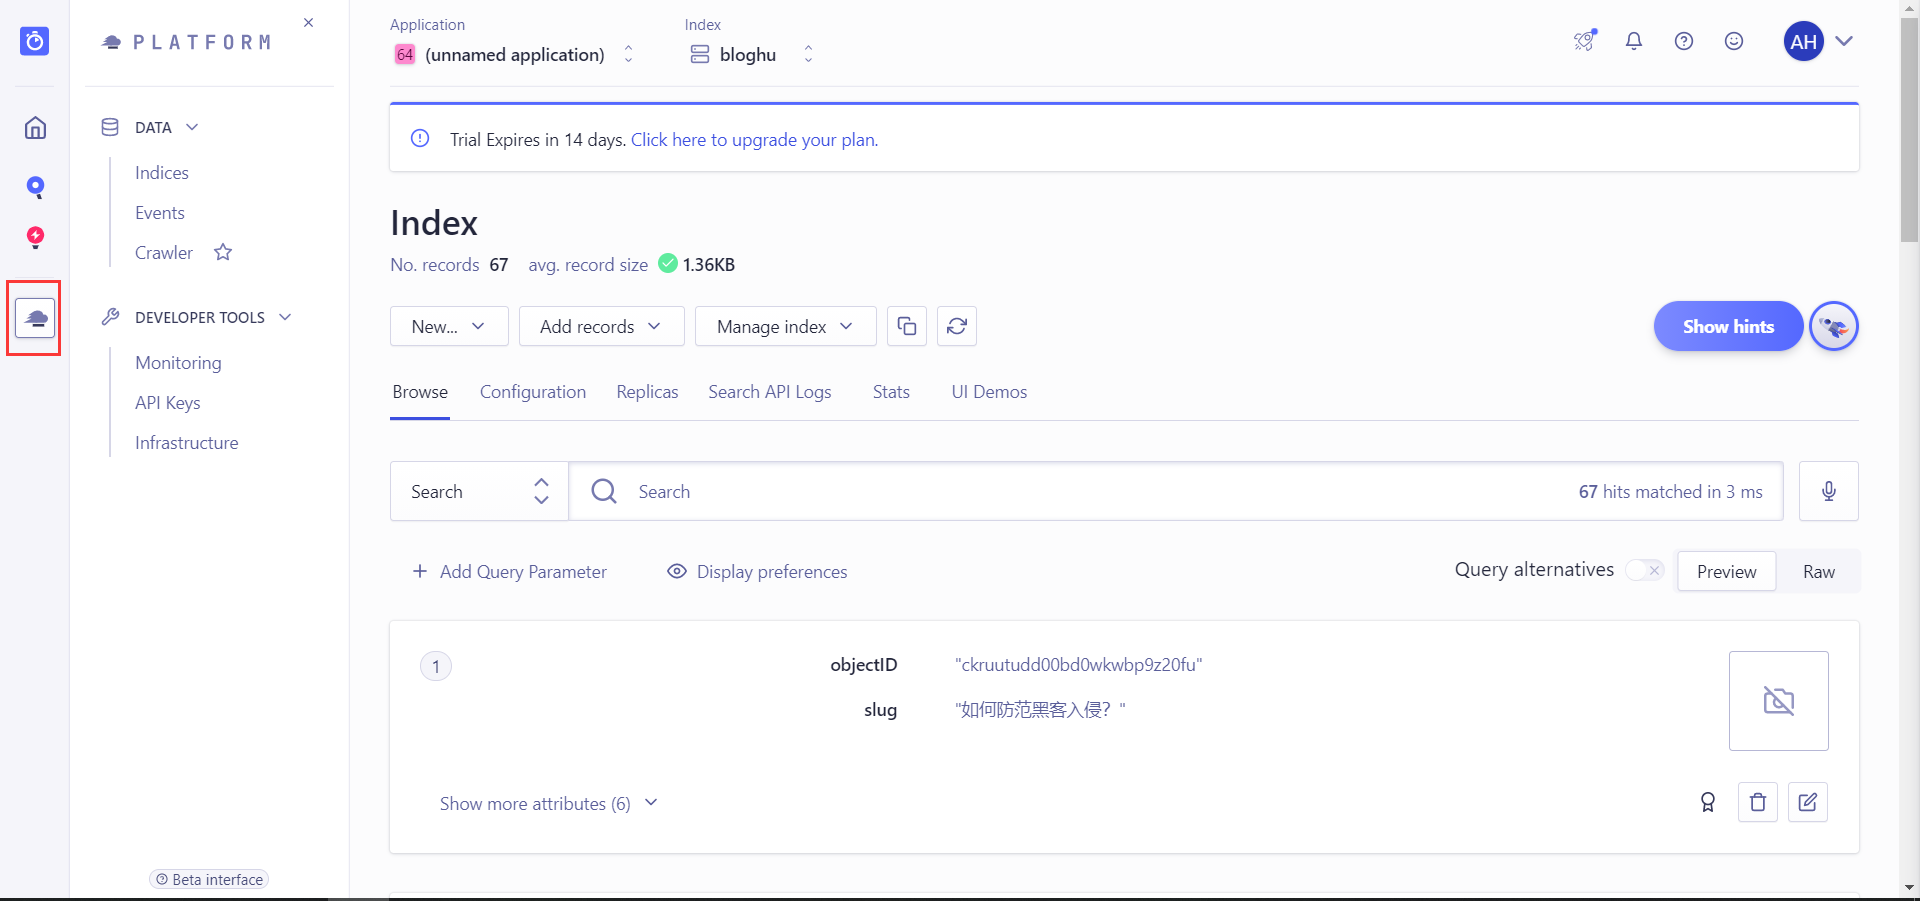 PLATFORM
DATA
Indices
Events
Crawler
DEVELOPER TOOLS
Monitoring
API Keys
Infrastructure
Beta interface
Application
64 (unnamed application)
Index
bloghu
AH
Trial Expires in 14 days. Click here to upgrade your plan.
Index
No. records 67 avg. record size 1.36KB
New...
Add records
Manage index
Show hints
Browse
Configuration
Replicas
Search API Logs
Stats
UI Demos
Search
Search
67 hits matched in 3 ms
Add Query Parameter
Display preferences
Query alternatives
Preview
Raw
1
objectID "ckruutudd00bd0wkwbp9z20fu"
slug "如何防范黑客入侵？"
Show more attributes (6)